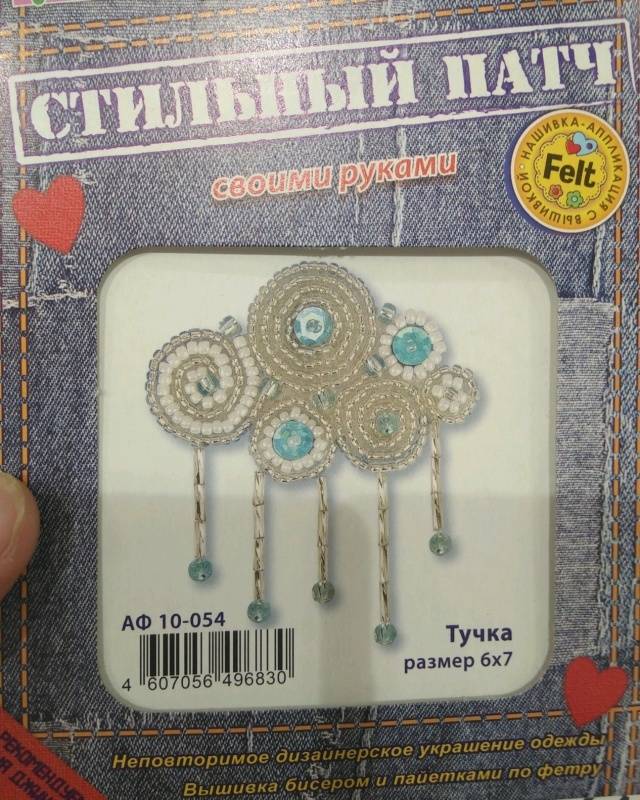 СТИЛЬНЫЙ ПАТЧ
своими руками
НАШИВКА-АППЛИКАЦИЯ С ВЫШИВКОЙ
Felt
АФ 10-054
4 607056 496830
Тучка
размер 6х7
Неповторимое дизайнерское украшение одежды
Вышивка бисером и пайетками по фетру